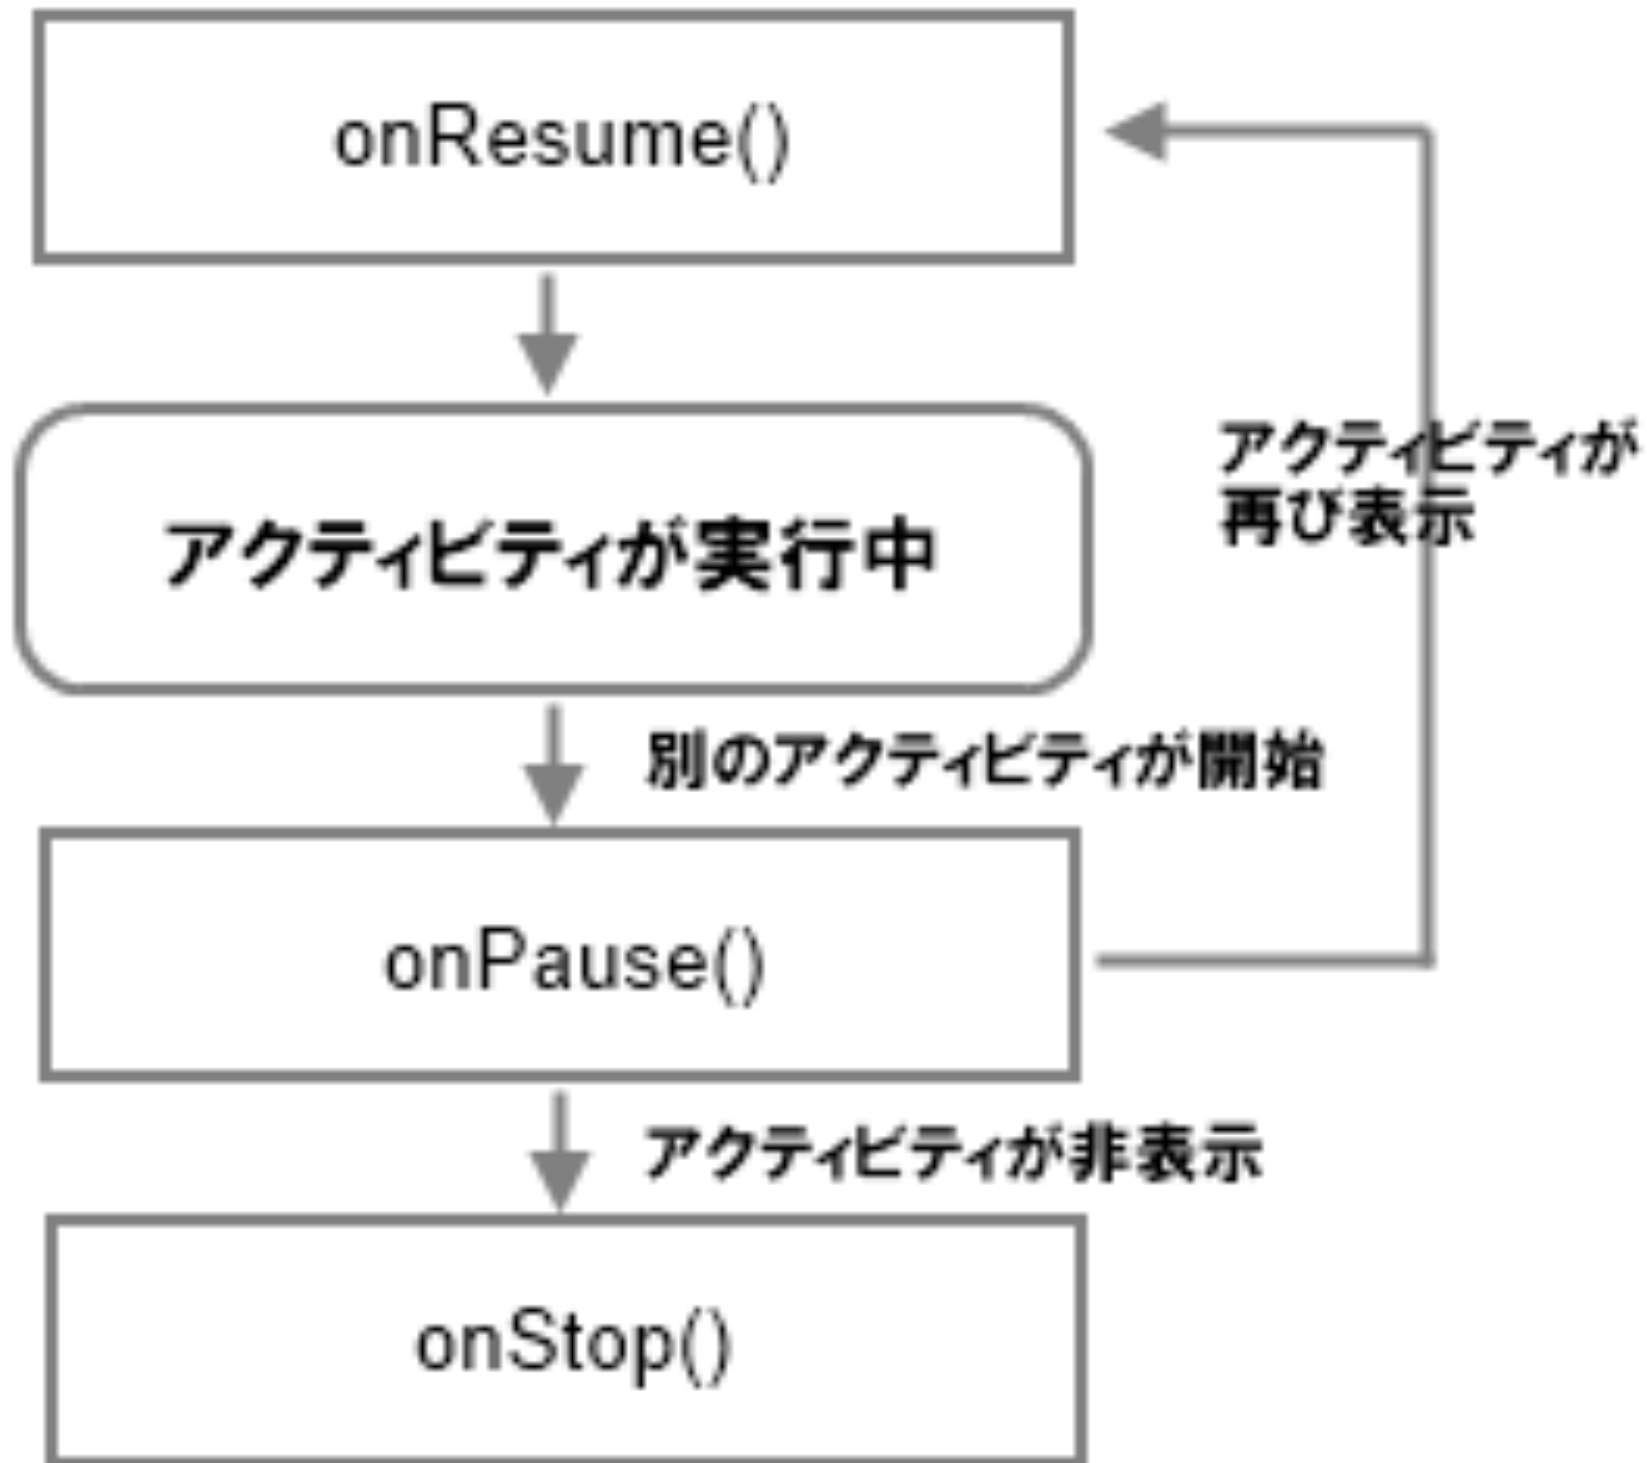 onResume()
アクティビティが実行中
アクティビティが
再び表示
別のアクティビティが開始
onPause()
アクティビティが非表示
onStop()